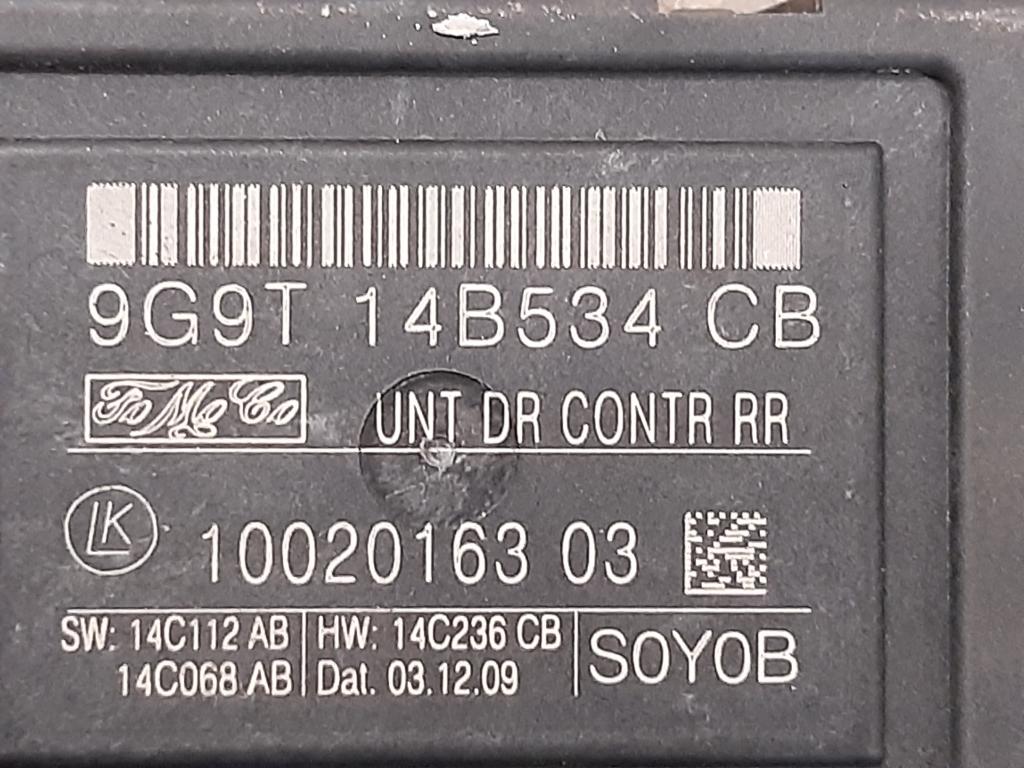 9G9T 14B534 CB
FoMoCo UNT DR CONTR RR
LK 10020163 03
SW: 14C112 AB HW: 14C236 CB S0Y0B
14C068 AB Dat. 03.12.09